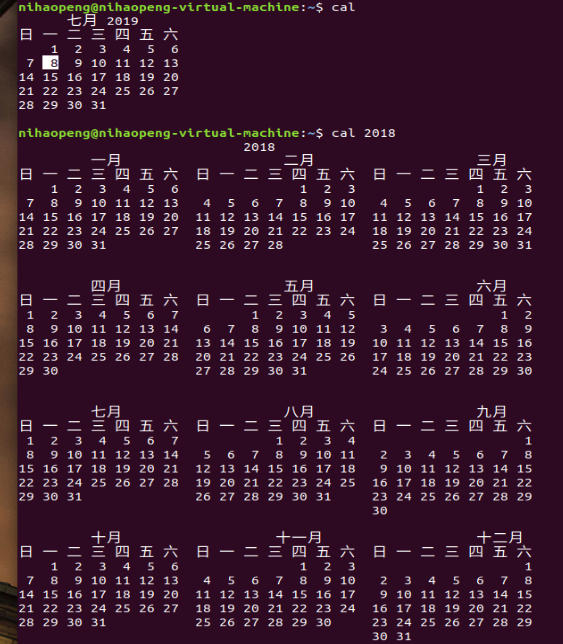 nihaopeng@nihaopeng-virtual-machine:~$ cal
七月 2019
日 一 二 三 四 五 六
1 2 3 4 5 6
7 8 9 10 11 12 13
14 15 16 17 18 19 20
21 22 23 24 25 26 27
28 29 30 31
nihaopeng@nihaopeng-virtual-machine:~$ cal 2018
2018
一月 二月 三月
日 一 二 三 四 五 六 日 一 二 三 四 五 六 日 一 二 三 四 五 六
1 2 3 4 5 6 1 2 3 1 2 3
7 8 9 10 11 12 13 4 5 6 7 8 9 10 4 5 6 7 8 9 10
14 15 16 17 18 19 20 11 12 13 14 15 16 17 11 12 13 14 15 16 17
21 22 23 24 25 26 27 18 19 20 21 22 23 24 18 19 20 21 22 23 24
28 29 30 31 25 26 27 28 25 26 27 28 29 30 31
四月 五月 六月
日 一 二 三 四 五 六 日 一 二 三 四 五 六 日 一 二 三 四 五 六
1 2 3 4 5 6 7 1 2 3 4 5 1 2
8 9 10 11 12 13 14 6 7 8 9 10 11 12 3 4 5 6 7 8 9
15 16 17 18 19 20 21 13 14 15 16 17 18 19 10 11 12 13 14 15 16
22 23 24 25 26 27 28 20 21 22 23 24 25 26 17 18 19 20 21 22 23
29 30 27 28 29 30 31 24 25 26 27 28 29 30
七月 八月 九月
日 一 二 三 四 五 六 日 一 二 三 四 五 六 日 一 二 三 四 五 六
1 2 3 4 5 6 7 1 2 3 4 1
8 9 10 11 12 13 14 5 6 7 8 9 10 11 2 3 4 5 6 7 8
15 16 17 18 19 20 21 12 13 14 15 16 17 18 9 10 11 12 13 14 15
22 23 24 25 26 27 28 19 20 21 22 23 24 25 16 17 18 19 20 21 22
29 30 31 26 27 28 29 30 31 23 24 25 26 27 28 29
30
十月 十一月 十二月
日 一 二 三 四 五 六 日 一 二 三 四 五 六 日 一 二 三 四 五 六
1 2 3 4 5 6 1 2 3 1
7 8 9 10 11 12 13 4 5 6 7 8 9 10 2 3 4 5 6 7 8
14 15 16 17 18 19 20 11 12 13 14 15 16 17 9 10 11 12 13 14 15
21 22 23 24 25 26 27 18 19 20 21 22 23 24 16 17 18 19 20 21 22
28 29 30 31 25 26 27 28 29 30 23 24 25 26 27 28 29
30 31